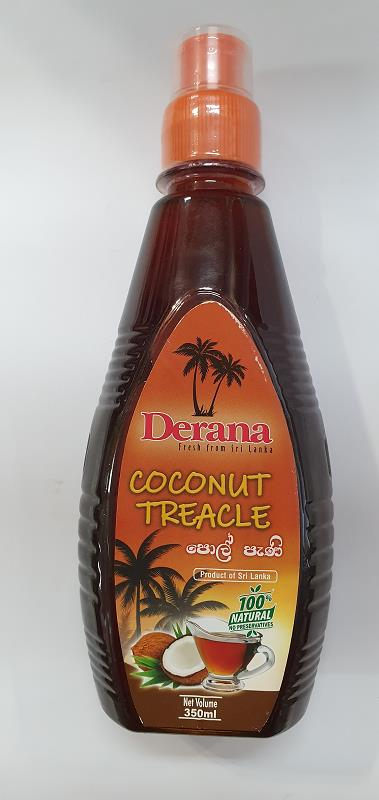 Derana
Fresh from Sri Lanka
COCONUT
TREACLE
පොල් පැණි
Product of Sri Lanka
100%
NATURAL
NO PRESERVATIVES
Net Volume
350ml